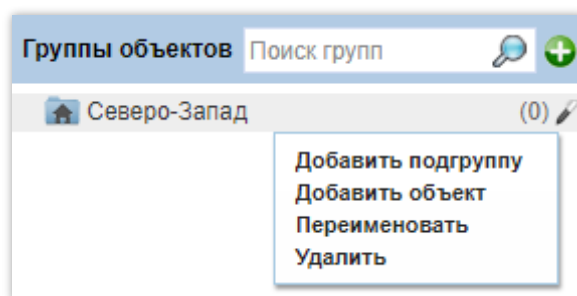 Группы объектов Поиск групп
Северо-Запад (0)
Добавить подгруппу
Добавить объект
Переименовать
Удалить